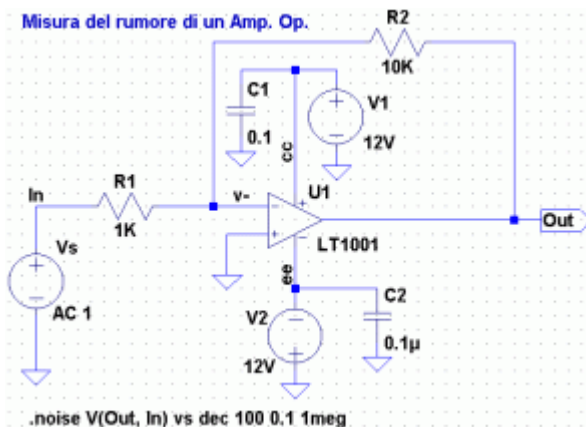 Misura del rumore di un Amp. Op.
R2
10K
C1
0.1
cc
V1
12V
In
R1
1K
v-
U1
LT1001
Out
Vs
AC 1
ee
V2
12V
C2
0.1µ
.noise V(Out, In) vs dec 100 0.1 1meg